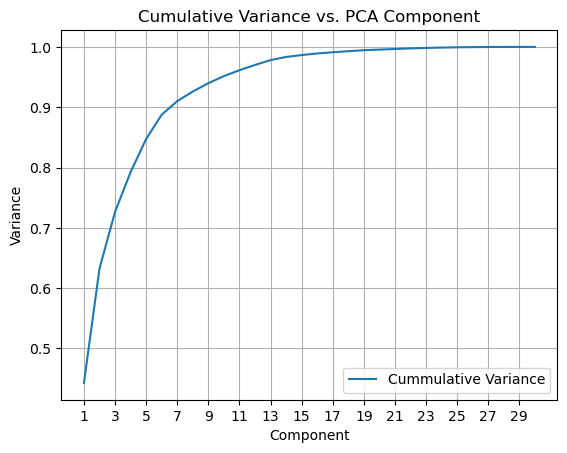 Cumulative Variance vs. PCA Component
Variance
1.0
0.9
0.8
0.7
0.6
0.5
Cummulative Variance
1 3 5 7 9 11 13 15 17 19 21 23 25 27 29
Component